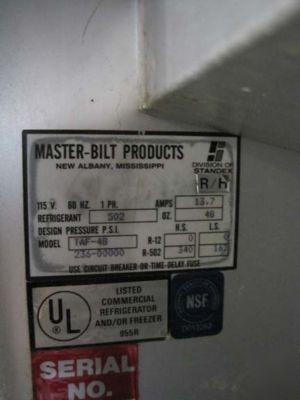 MASTER-BILT PRODUCTS
NEW ALBANY, MISSISSIPPI
DIVISION OF
STANDEX
R/H
115 V. 60 HZ. 1 PH. AMPS 13.7
REFRIGERANT 502 OZ. 48
DESIGN PRESSURE P.S.I. H.S. L.S.
MODEL TAF-48 R-12 0 0
236-00000 R-502 340
USE CIRCUIT BREAKER OR TIME-DELAY FUSE
UL
LISTED
COMMERCIAL
REFRIGERATOR
AND/OR FREEZER
955R
NSF
SERIAL
NO.